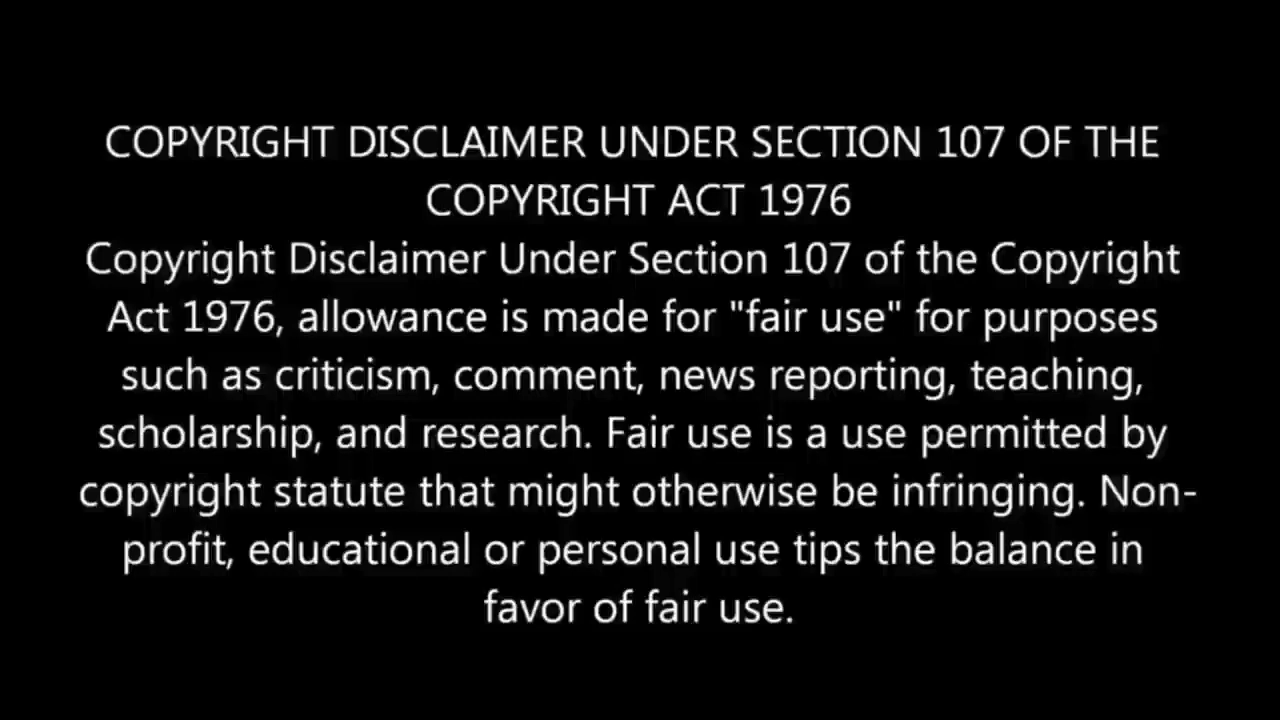 COPYRIGHT DISCLAIMER UNDER SECTION 107 OF THE
COPYRIGHT ACT 1976
Copyright Disclaimer Under Section 107 of the Copyright
Act 1976, allowance is made for "fair use" for purposes
such as criticism, comment, news reporting, teaching,
scholarship, and research. Fair use is a use permitted by
copyright statute that might otherwise be infringing. Non-
profit, educational or personal use tips the balance in
favor of fair use.